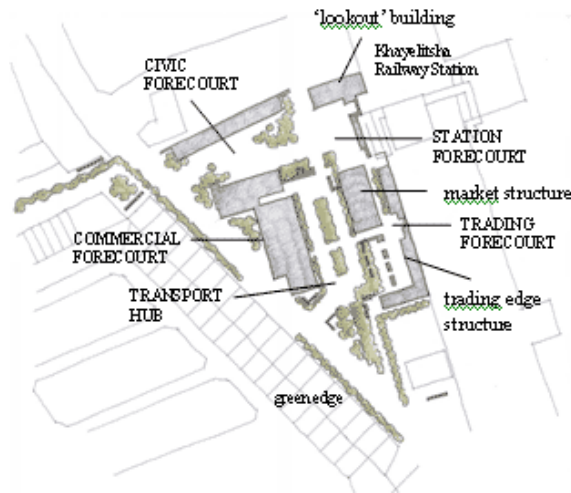 ‘lookout’ building
Khayelitsha
Railway Station
CIVIC
FORECOURT
STATION
FORECOURT
market structure
TRADING
FORECOURT
COMMERCIAL
FORECOURT
TRANSPORT
HUB
trading edge
structure
green edge